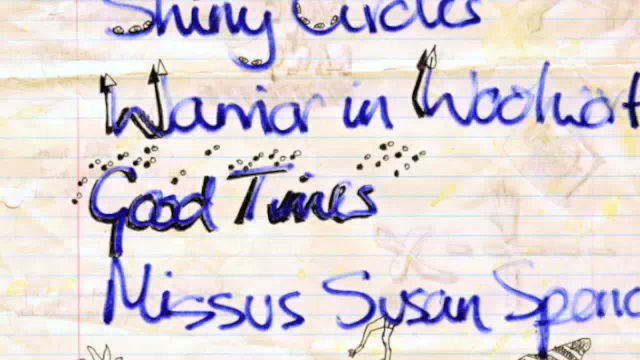 Shiny Circles
Warrior in Woolwort
Good Times
Missus Susan Spenc